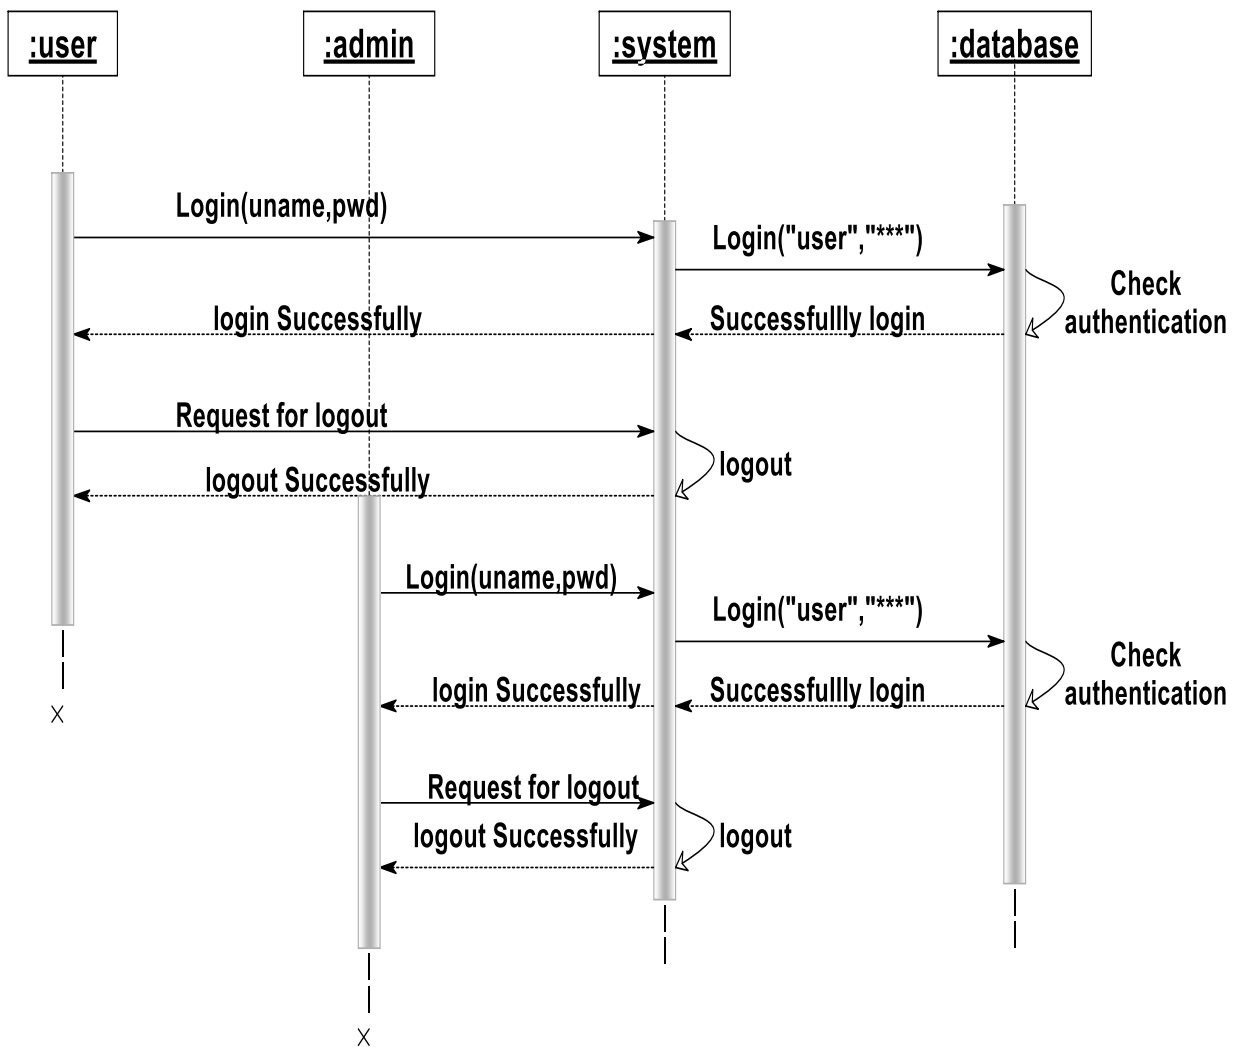 :user
:admin
:system
:database
Login(uname,pwd)
Login("user","***")
Check
authentication
login Successfully
Successfullly login
Request for logout
logout
logout Successfully
Login(uname,pwd)
Login("user","***")
Check
authentication
login Successfully
Successfullly login
Request for logout
logout Successfully
logout